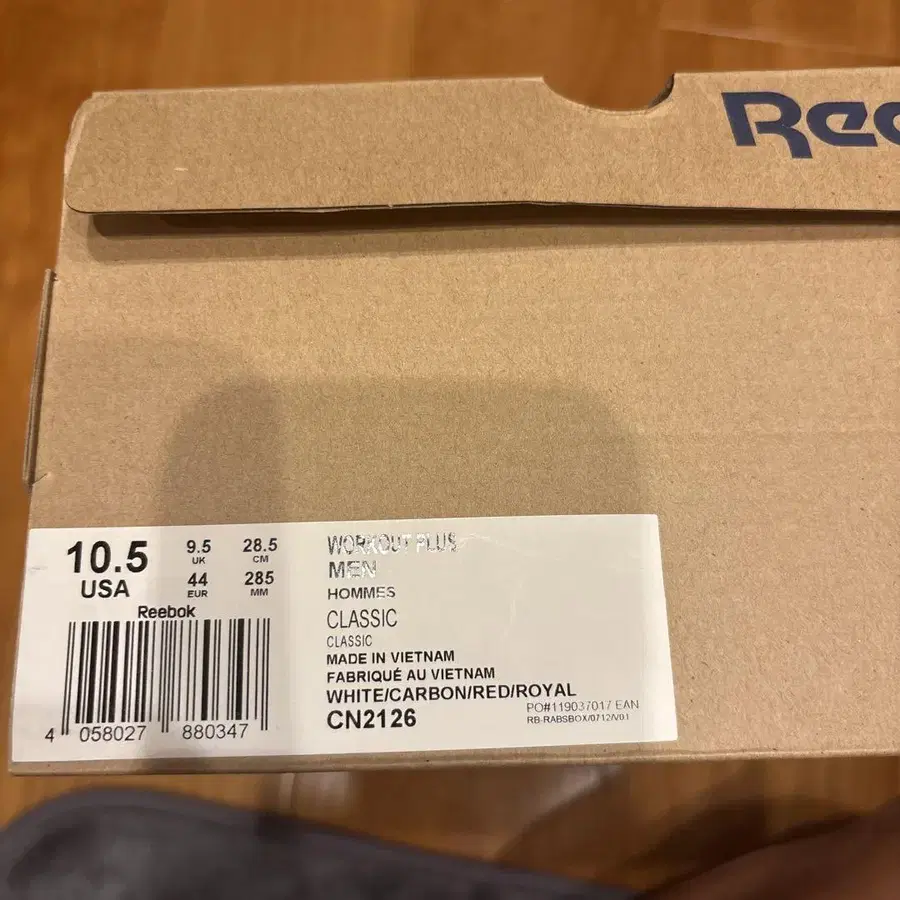 Ree
10.5
USA
9.5
UK
28.5
CM
44
EUR
285
MM
Reebok
4 058027 880347
WORKOUT PLUS
MEN
HOMMES
CLASSIC
CLASSIC
MADE IN VIETNAM
FABRIQUÉ AU VIETNAM
WHITE/CARBON/RED/ROYAL
CN2126
PO#119037017 EAN
RB-RABSBOX/0712/V01